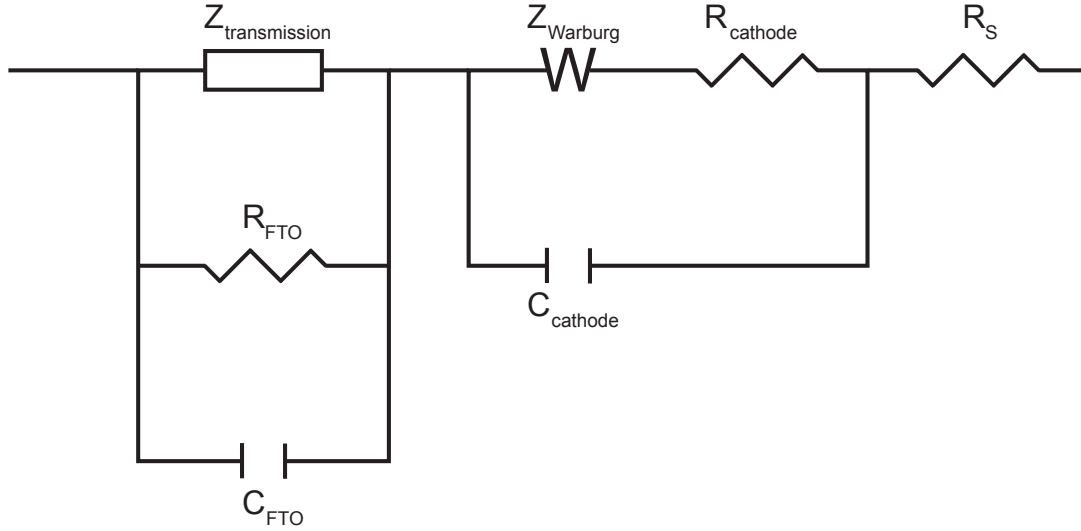 Z_transmission
Z_Warburg
R_cathode
R_S
R_FTO
C_cathode
C_FTO